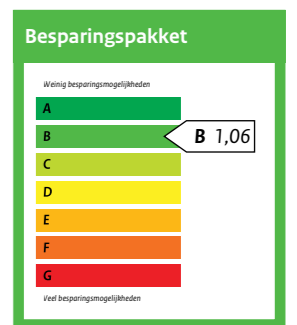 Besparingspakket
Weinig besparingsmogelijkheden
A
B
B 1,06
C
D
E
F
G
Veel besparingsmogelijkheden